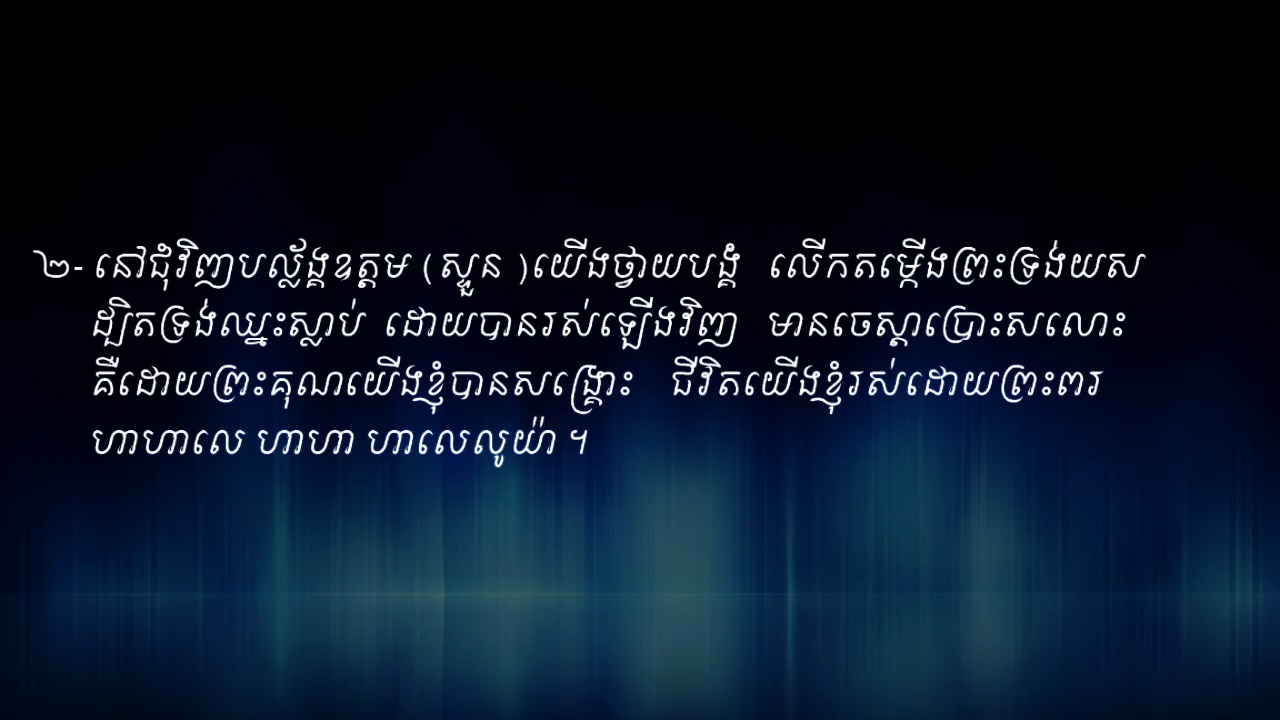 ២- នៅជុំវិញបល្ល័ង្គឧត្តម (ស្ទួន )យើងថ្វាយបង្គំ លើកតម្កើងព្រះទ្រង់យស
ដ្បិតទ្រង់ឈ្នះស្លាប់ ដោយបានរស់ឡើងវិញ មានចេស្តាប្រោះសលោះ
គឺដោយព្រះគុណយើងខ្ញុំបានសង្គ្រោះ ជីវិតយើងខ្ញុំរស់ដោយព្រះពរ
ហាហាលេ ហាហា ហាលេលូយ៉ា ។